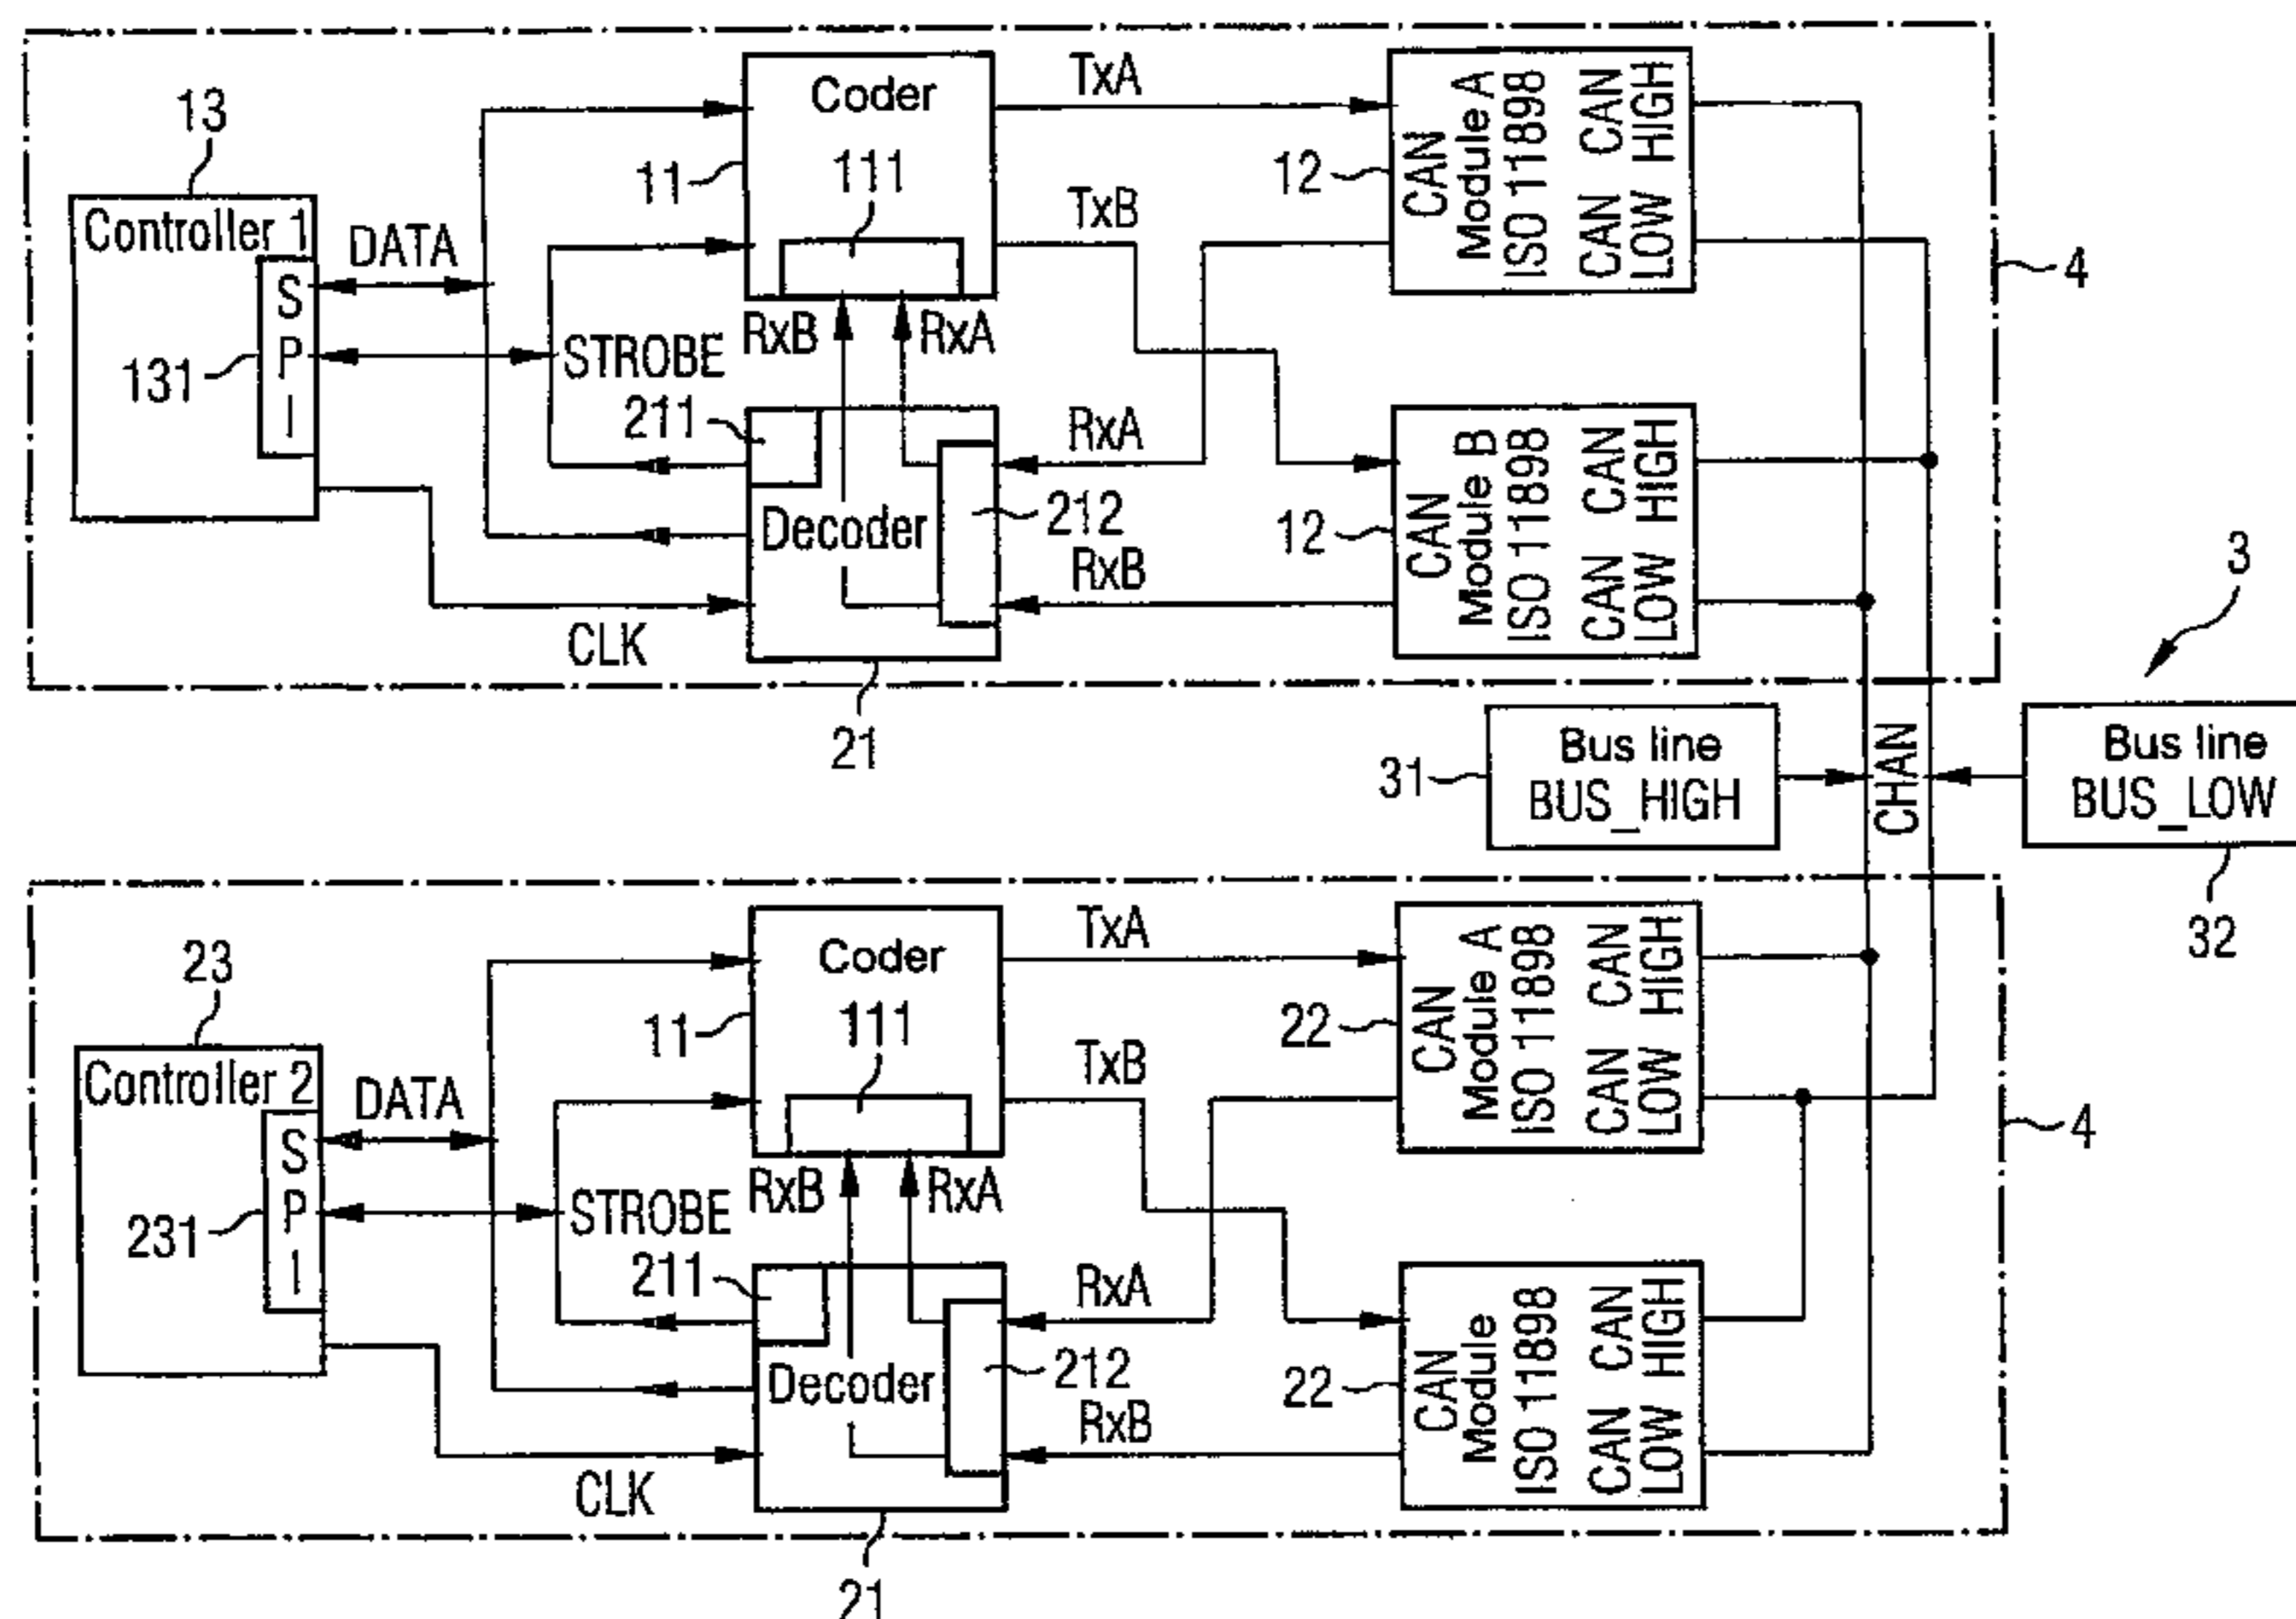 13
Controller 1
S
P
I
131
DATA
STROBE
CLK
Coder
11
111
RxB
RxA
211
Decoder
212
21
TxA
TxB
RxA
RxB
12
CAN
Module A
ISO 11898
CAN CAN
LOW HIGH
12
CAN
Module B
ISO 11898
CAN CAN
LOW HIGH
4
3
31
Bus line
BUS_HIGH
CHAN
Bus line
BUS_LOW
32
23
Controller 2
S
P
I
231
DATA
STROBE
CLK
Coder
11
111
RxB
RxA
211
Decoder
212
21
TxA
TxB
RxA
RxB
22
CAN
Module A
ISO 11898
CAN CAN
LOW HIGH
22
CAN
Module
ISO 11898
CAN CAN
LOW HIGH
4